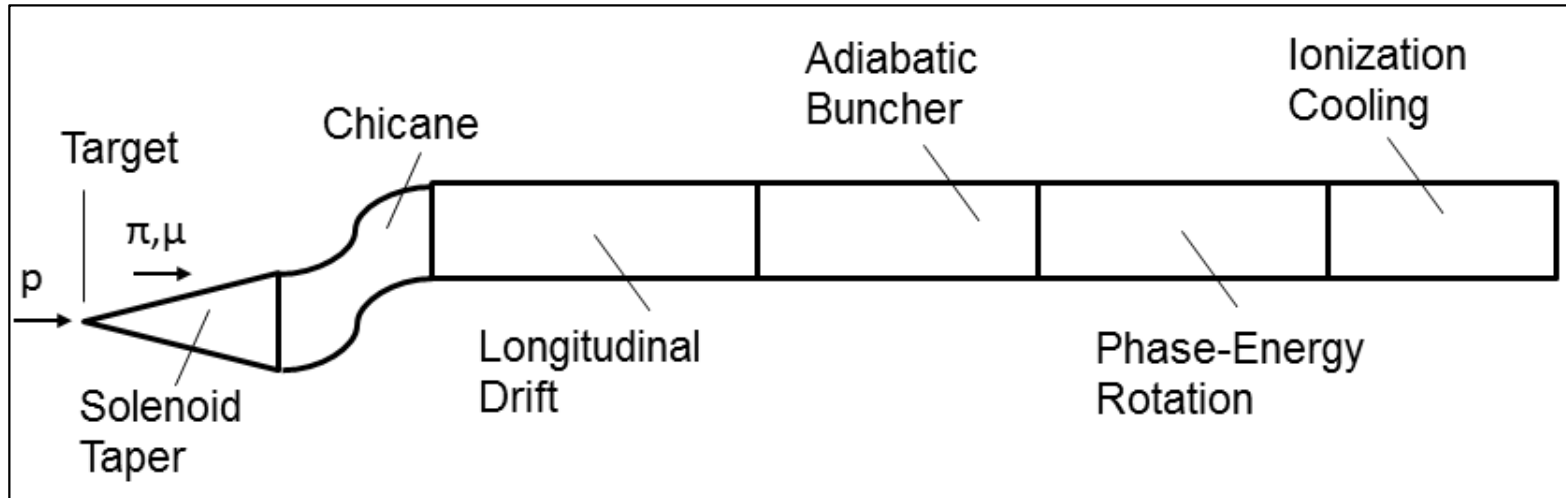 Target
Chicane
Adiabatic
Buncher
Ionization
Cooling
π,μ
p
Solenoid
Taper
Longitudinal
Drift
Phase-Energy
Rotation